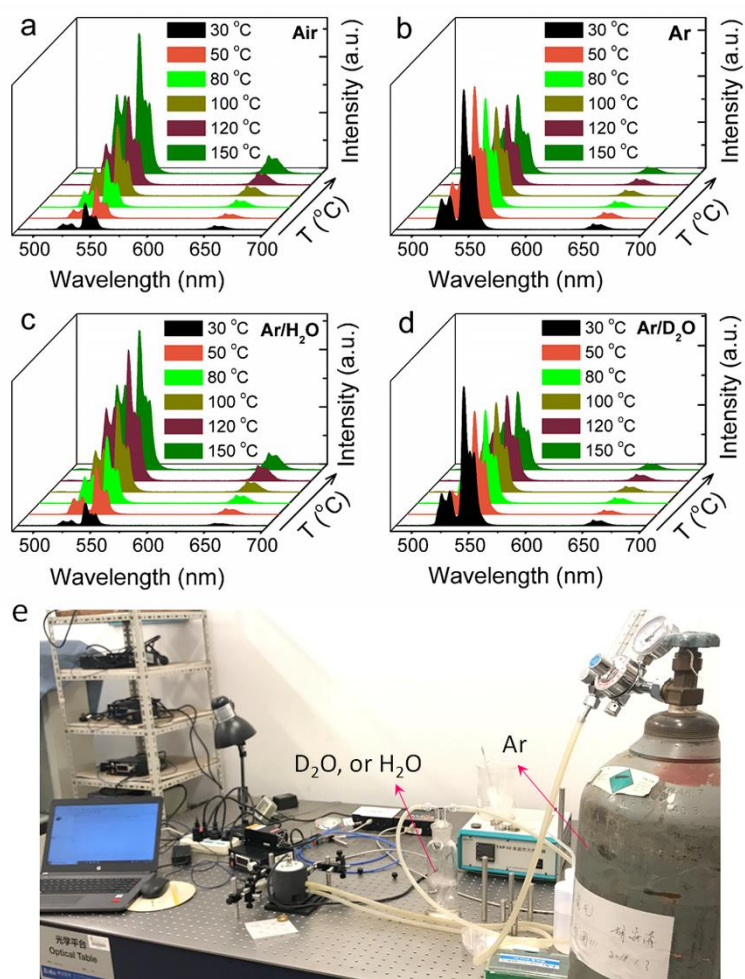 a
Air
30 °C
50 °C
80 °C
100 °C
120 °C
150 °C
Intensity (a.u.)
T (°C)
500 550 600 650 700
Wavelength (nm)
b
Ar
30 °C
50 °C
80 °C
100 °C
120 °C
150 °C
Intensity (a.u.)
T (°C)
500 550 600 650 700
Wavelength (nm)
c
Ar/H₂O
30 °C
50 °C
80 °C
100 °C
120 °C
150 °C
Intensity (a.u.)
T (°C)
500 550 600 650 700
Wavelength (nm)
d
Ar/D₂O
30 °C
50 °C
80 °C
100 °C
120 °C
150 °C
Intensity (a.u.)
T (°C)
500 550 600 650 700
Wavelength (nm)
e
D₂O, or H₂O
Ar
光学平台
Optical Table